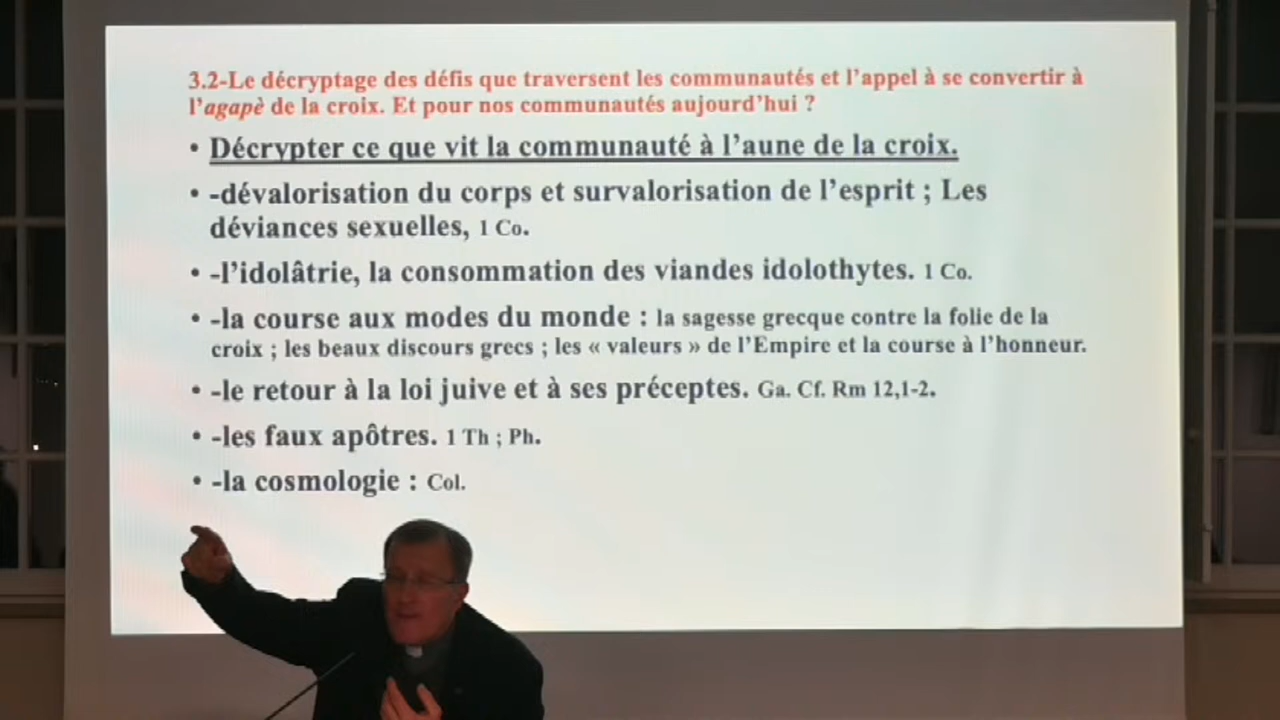 3.2-Le décryptage des défis que traversent les communautés et l’appel à se convertir à
l’agapè de la croix. Et pour nos communautés aujourd’hui ?
• Décrypter ce que vit la communauté à l’aune de la croix.
• -dévalorisation du corps et survalorisation de l’esprit ; Les
déviances sexuelles, 1 Co.
• -l’idolâtrie, la consommation des viandes idolothytes. 1 Co.
• -la course aux modes du monde : la sagesse grecque contre la folie de la
croix ; les beaux discours grecs ; les « valeurs » de l’Empire et la course à l’honneur.
• -le retour à la loi juive et à ses préceptes. Ga. Cf. Rm 12,1-2.
• -les faux apôtres. 1 Th ; Ph.
• -la cosmologie : Col.